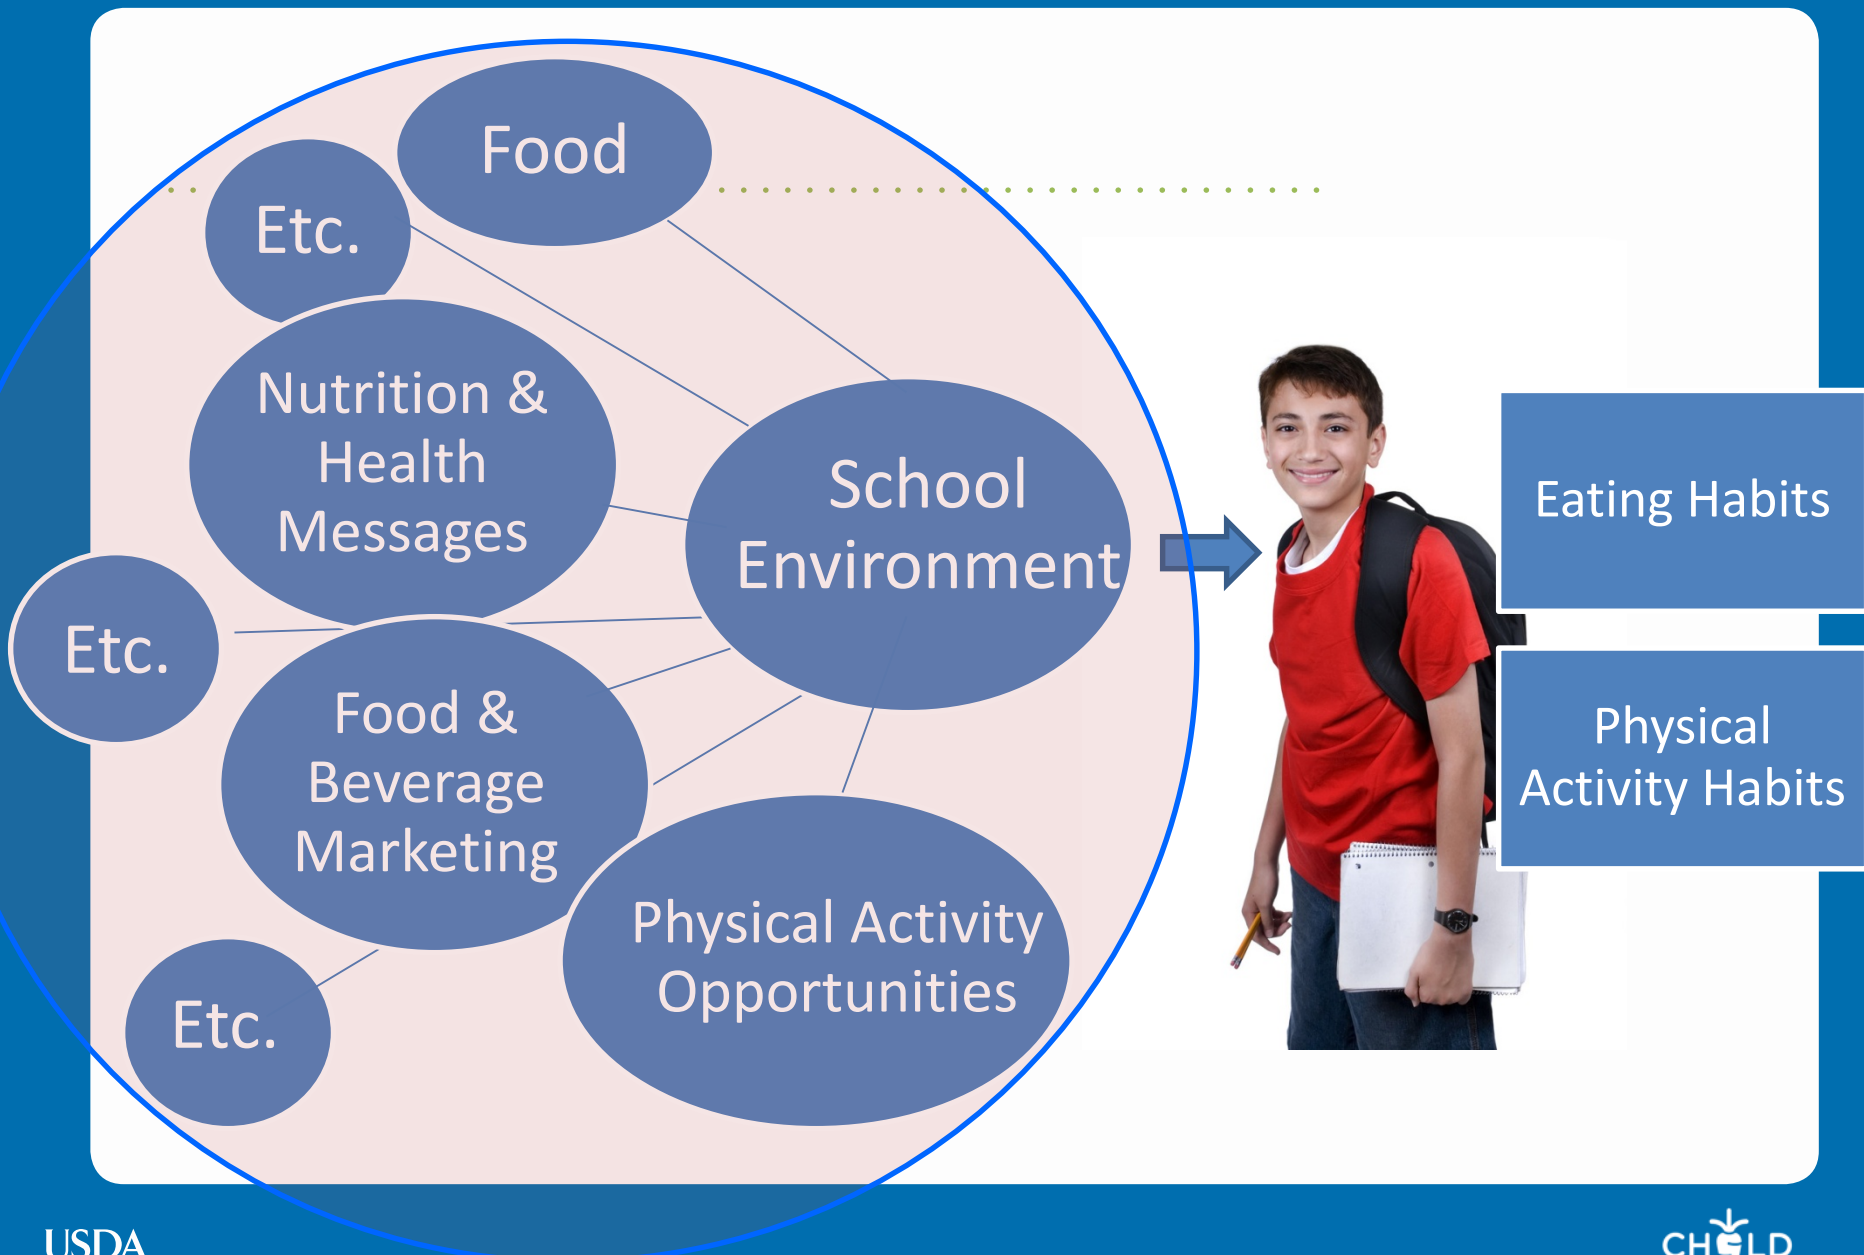 Food
Etc.
Nutrition &
Health
Messages
School
Environment
Etc.
Food &
Beverage
Marketing
Physical Activity
Opportunities
Etc.
Eating Habits
Physical
Activity Habits
USDA
CHILD